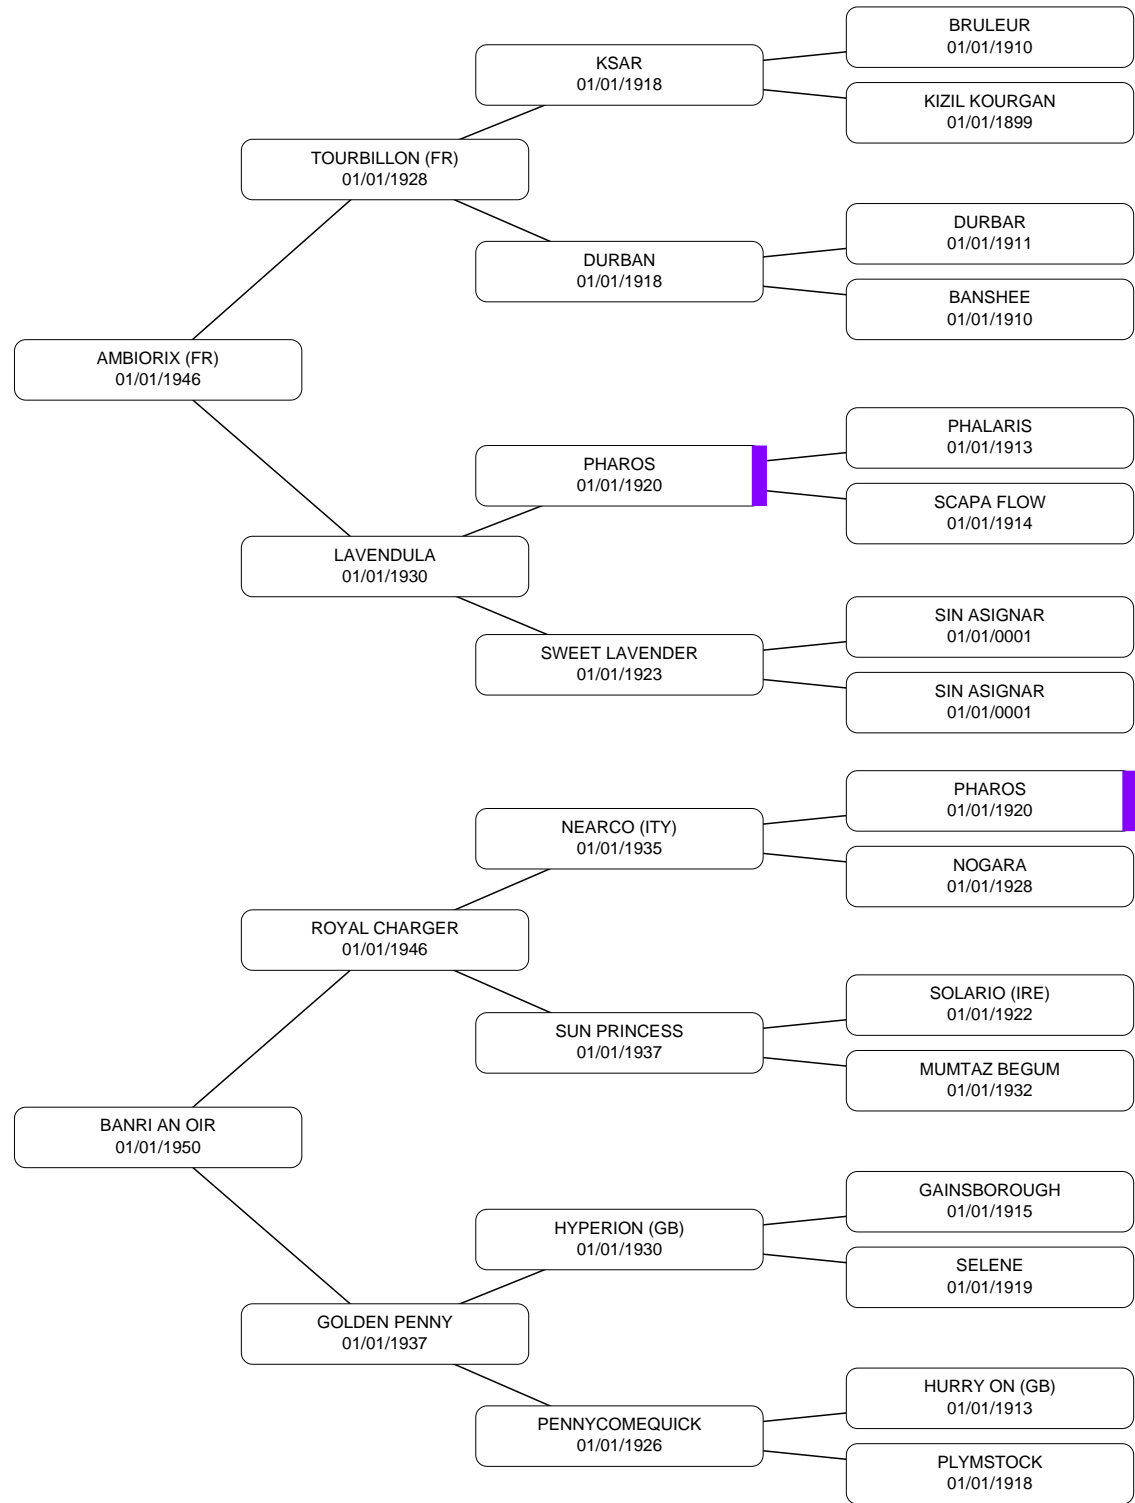 BRULEUR
01/01/1910
KSAR
01/01/1918
KIZIL KOURGAN
01/01/1899
TOURBILLON (FR)
01/01/1928
DURBAR
01/01/1911
DURBAN
01/01/1918
BANSHEE
01/01/1910
AMBIORIX (FR)
01/01/1946
PHALARIS
01/01/1913
PHAROS
01/01/1920
SCAPA FLOW
01/01/1914
LAVENDULA
01/01/1930
SIN ASIGNAR
01/01/0001
SWEET LAVENDER
01/01/1923
SIN ASIGNAR
01/01/0001
PHAROS
01/01/1920
NEARCO (ITY)
01/01/1935
NOGARA
01/01/1928
ROYAL CHARGER
01/01/1946
SOLARIO (IRE)
01/01/1922
SUN PRINCESS
01/01/1937
MUMTAZ BEGUM
01/01/1932
BANRI AN OIR
01/01/1950
GAINSBOROUGH
01/01/1915
HYPERION (GB)
01/01/1930
SELENE
01/01/1919
GOLDEN PENNY
01/01/1937
HURRY ON (GB)
01/01/1913
PENNYCOMEQUICK
01/01/1926
PLYMSTOCK
01/01/1918